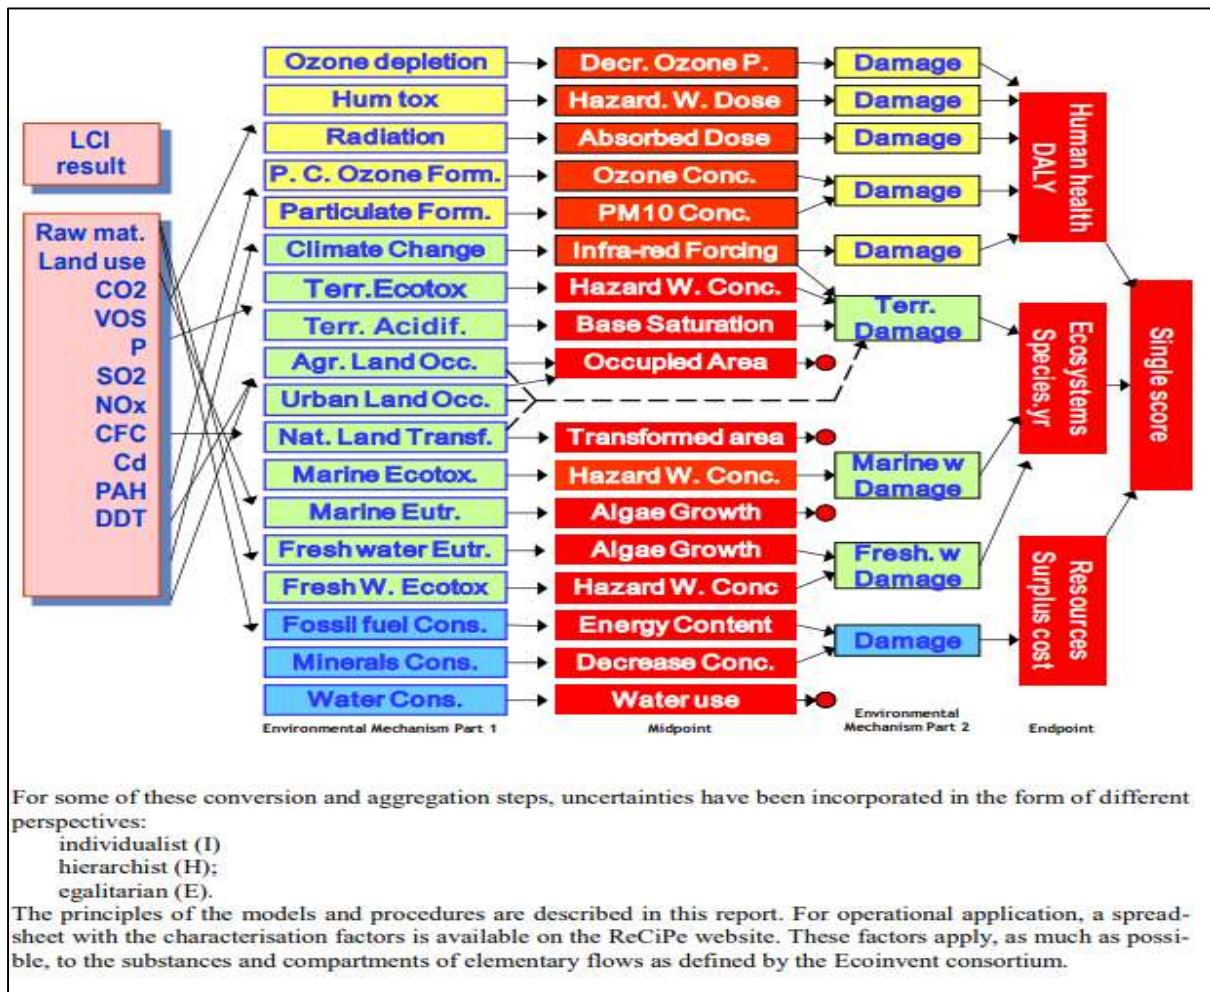 LCI
result
Raw mat.
Land use
CO2
VOS
P
SO2
NOx
CFC
Cd
PAH
DDT
Ozone depletion
Hum tox
Radiation
P. C. Ozone Form.
Particulate Form.
Climate Change
Terr.Ecotox
Terr. Acidif.
Agr. Land Occ.
Urban Land Occ.
Nat. Land Transf.
Marine Ecotox.
Marine Eutr.
Fresh water Eutr.
Fresh W. Ecotox
Fossil fuel Cons.
Minerals Cons.
Water Cons.
Environmental Mechanism Part 1
Decr. Ozone P.
Hazard. W. Dose
Absorbed Dose
Ozone Conc.
PM10 Conc.
Infra-red Forcing
Hazard W. Conc.
Base Saturation
Occupied Area
Transformed area
Hazard W. Conc.
Algae Growth
Algae Growth
Hazard W. Conc
Energy Content
Decrease Conc.
Water use
Midpoint
Damage
Damage
Damage
Damage
Damage
Terr.
Damage
Marine w
Damage
Fresh. w
Damage
Damage
Environmental
Mechanism Part 2
Human health
DALY
Ecosystems
Species.yr
Resources
Surplus cost
Endpoint
Single score
For some of these conversion and aggregation steps, uncertainties have been incorporated in the form of different
perspectives:
individualist (I)
hierarchist (H);
egalitarian (E).
The principles of the models and procedures are described in this report. For operational application, a spread-
sheet with the characterisation factors is available on the ReCiPe website. These factors apply, as much as possi-
ble, to the substances and compartments of elementary flows as defined by the Ecoinvent consortium.